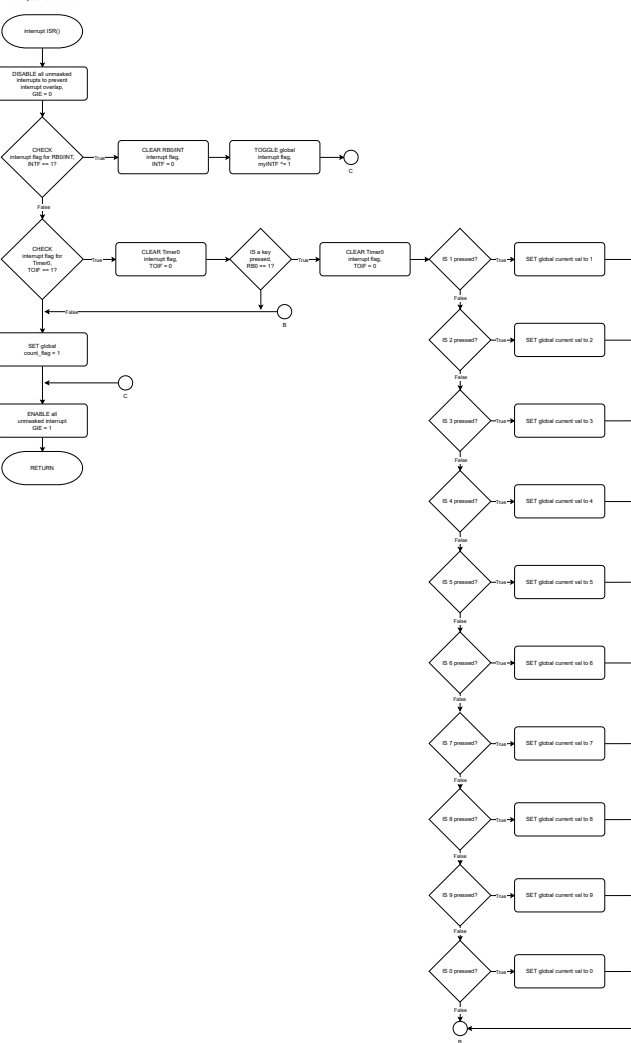 interrupt ISR()
DISABLE all unmasked
interrupts to prevent
interrupt overlap,
GIE = 0
CHECK
interrupt flag for RB0/INT,
INTF == 1?
True
CLEAR RB0/INT
interrupt flag,
INTF = 0
TOGGLE global
interrupt flag,
myINTF ^= 1
C
False
CHECK
interrupt flag for
Timer0,
TOIF == 1?
True
CLEAR Timer0
interrupt flag,
TOIF = 0
IS a key
pressed,
RB0 == 1?
True
CLEAR Timer0
interrupt flag,
TOIF = 0
False
B
SET global
count_flag = 1
C
ENABLE all
unmasked interrupt
GIE = 1
RETURN
IS 1 pressed?
True
SET global current val to 1
False
IS 2 pressed?
True
SET global current val to 2
False
IS 3 pressed?
True
SET global current val to 3
False
IS 4 pressed?
True
SET global current val to 4
False
IS 5 pressed?
True
SET global current val to 5
False
IS 6 pressed?
True
SET global current val to 6
False
IS 7 pressed?
True
SET global current val to 7
False
IS 8 pressed?
True
SET global current val to 8
False
IS 9 pressed?
True
SET global current val to 9
False
IS 0 pressed?
True
SET global current val to 0
False
B